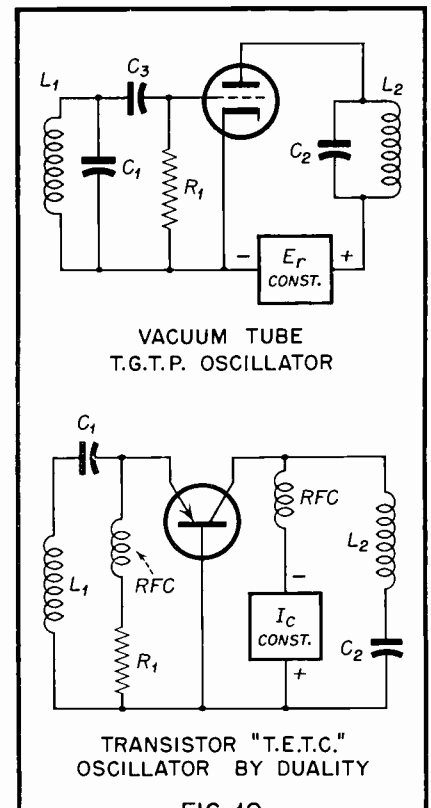 C3
L1
L2
C1
R1
C2
− Er +
CONST.
VACUUM TUBE
T.G.T.P. OSCILLATOR
C1
RFC
L2
RFC
−
L1
Ic
CONST.
C2
R1
+
TRANSISTOR "T.E.T.C."
OSCILLATOR BY DUALITY